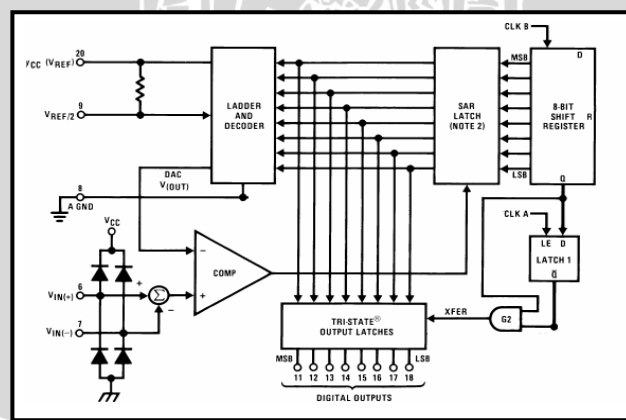 CLK B
20
VCC (VREF)
MSB
D
9
VREF/2
LADDER
AND
DECODER
SAR
LATCH
(NOTE 2)
8-BIT
SHIFT
REGISTER
R
LSB
Q
DAC
V(OUT)
8
A GND
VCC
CLK A
LE D
LATCH 1
Q
−
COMP
+
+
Σ
−
6
VIN(+)
7
VIN(−)
XFER
G2
TRI-STATE®
OUTPUT LATCHES
MSB
LSB
11 12 13 14 15 16 17 18
DIGITAL OUTPUTS